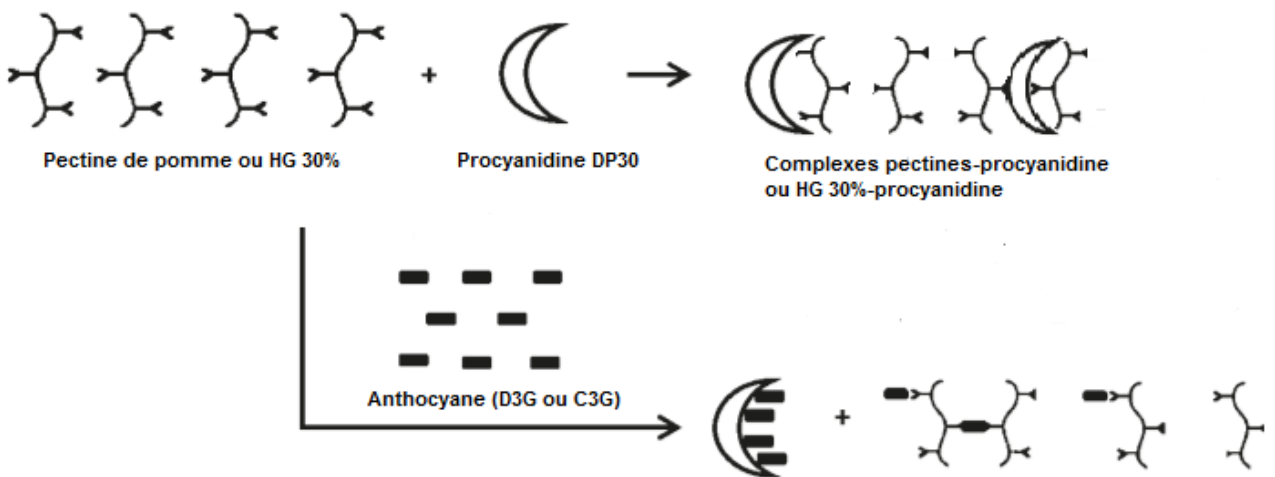 +
Pectine de pomme ou HG 30%
Procyanidine DP30
Complexes pectines-procyanidine
ou HG 30%-procyanidine
Anthocyane (D3G ou C3G)
+